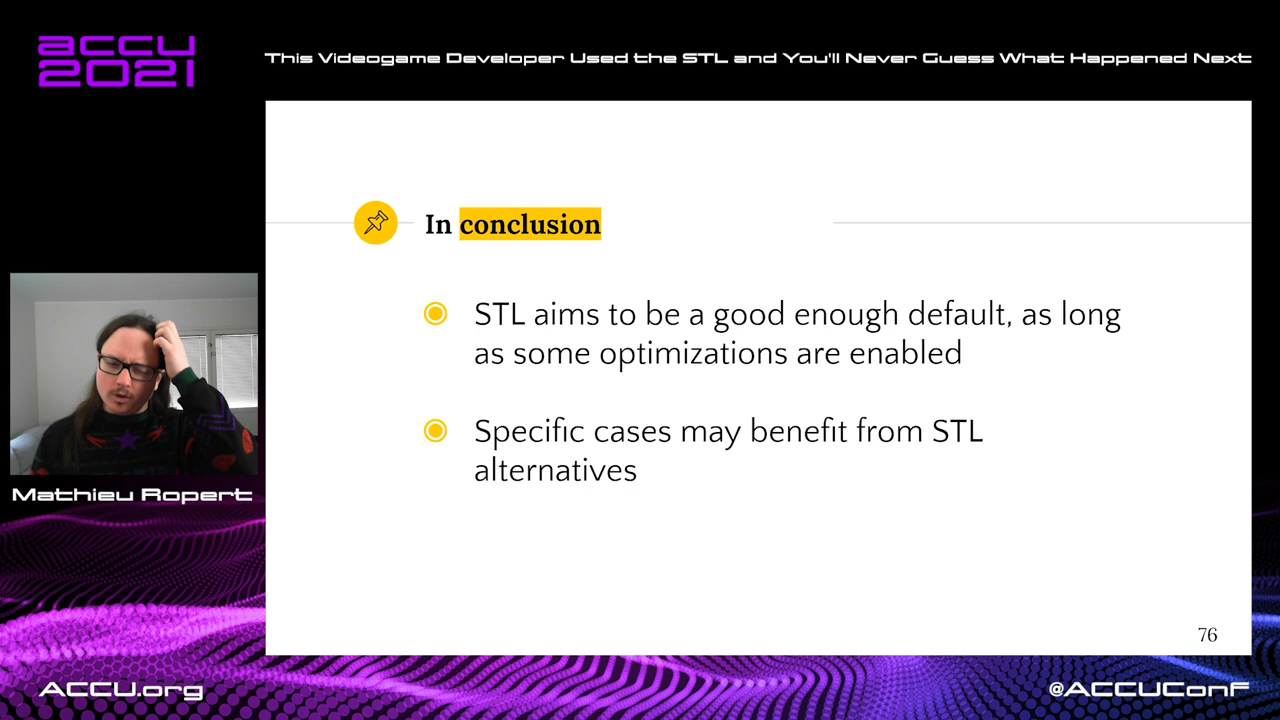 accu
2021
This Videogame Developer Used the STL and You'll Never Guess What Happened Next
In conclusion
STL aims to be a good enough default, as long
as some optimizations are enabled
Specific cases may benefit from STL
alternatives
76
Mathieu Ropert
ACCU.org
@ACCUConf